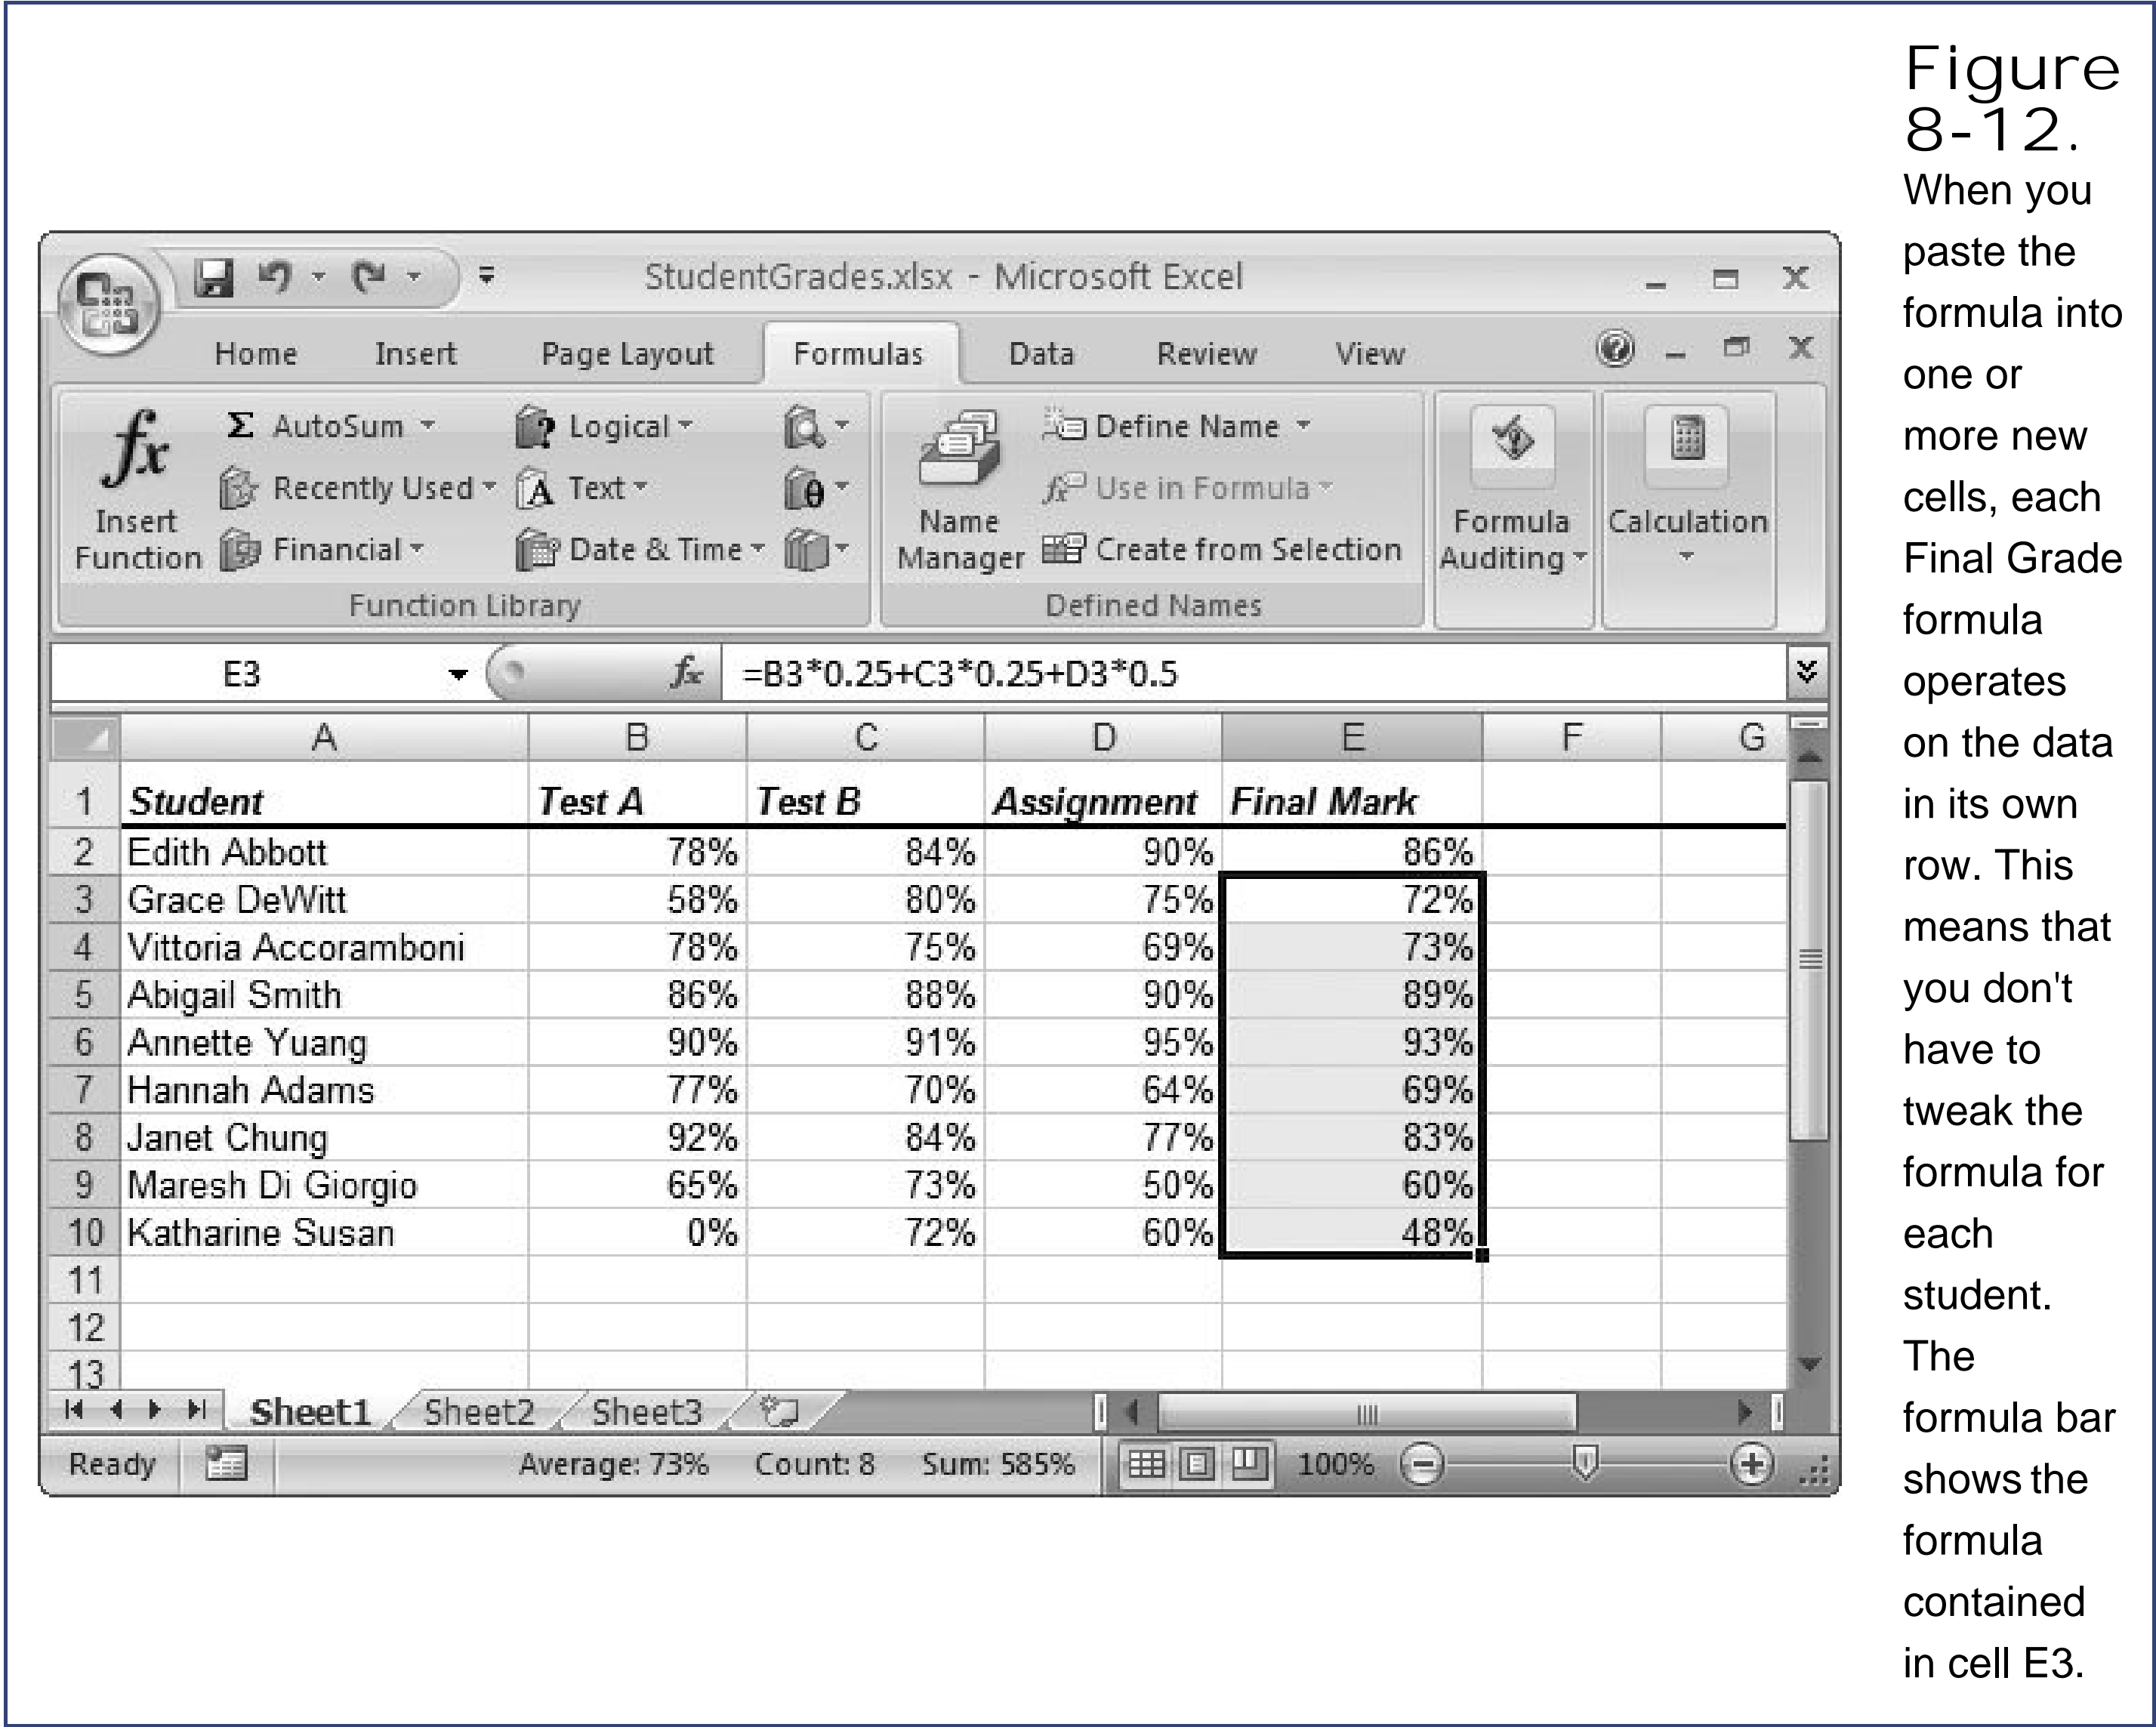 StudentGrades.xlsx - Microsoft Excel
Home Insert Page Layout Formulas Data Review View
fx Insert Function
Σ AutoSum
Recently Used
Financial
Logical
A Text
Date & Time
θ
Function Library
Name Manager
Define Name
Use in Formula
Create from Selection
Defined Names
Formula Auditing
Calculation
E3 fx =B3*0.25+C3*0.25+D3*0.5
A B C D E F G
1 Student Test A Test B Assignment Final Mark
2 Edith Abbott 78% 84% 90% 86%
3 Grace DeWitt 58% 80% 75% 72%
4 Vittoria Accoramboni 78% 75% 69% 73%
5 Abigail Smith 86% 88% 90% 89%
6 Annette Yuang 90% 91% 95% 93%
7 Hannah Adams 77% 70% 64% 69%
8 Janet Chung 92% 84% 77% 83%
9 Maresh Di Giorgio 65% 73% 50% 60%
10 Katharine Susan 0% 72% 60% 48%
11
12
13
Sheet1 Sheet2 Sheet3
Ready Average: 73% Count: 8 Sum: 585% 100%
Figure
8-12.
When you
paste the
formula into
one or
more new
cells, each
Final Grade
formula
operates
on the data
in its own
row. This
means that
you don't
have to
tweak the
formula for
each
student.
The
formula bar
shows the
formula
contained
in cell E3.